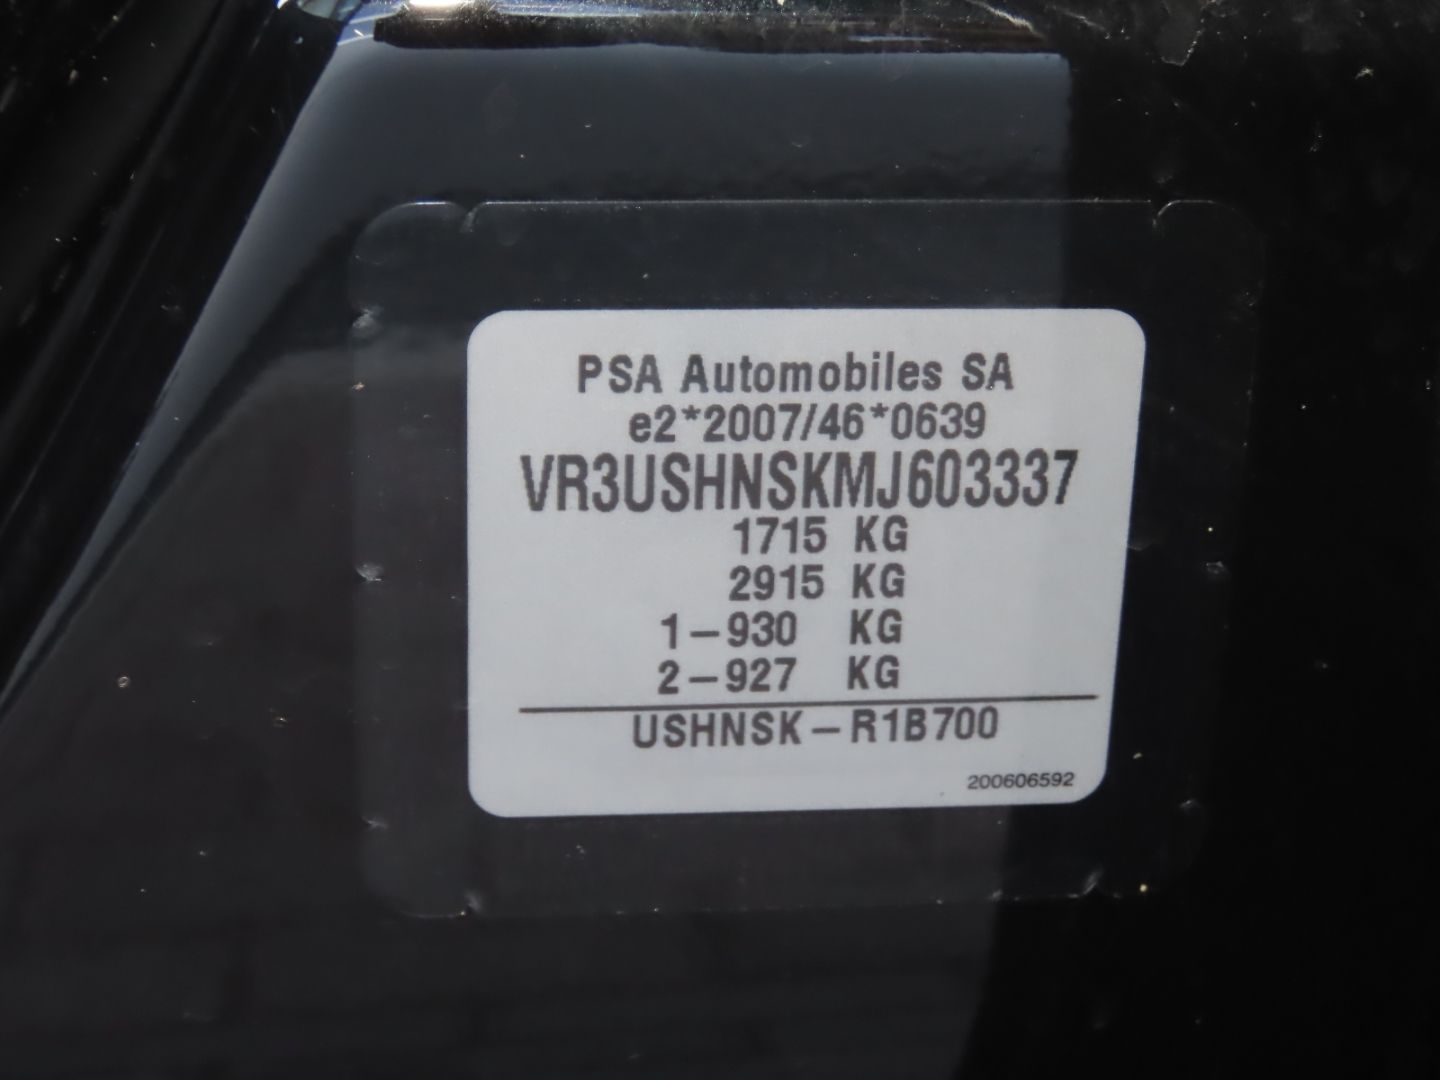 PSA Automobiles SA
e2*2007/46*0639
VR3USHNSKMJ603337
1715 KG
2915 KG
1-930 KG
2-927 KG
USHNSK-R1B700
200606592